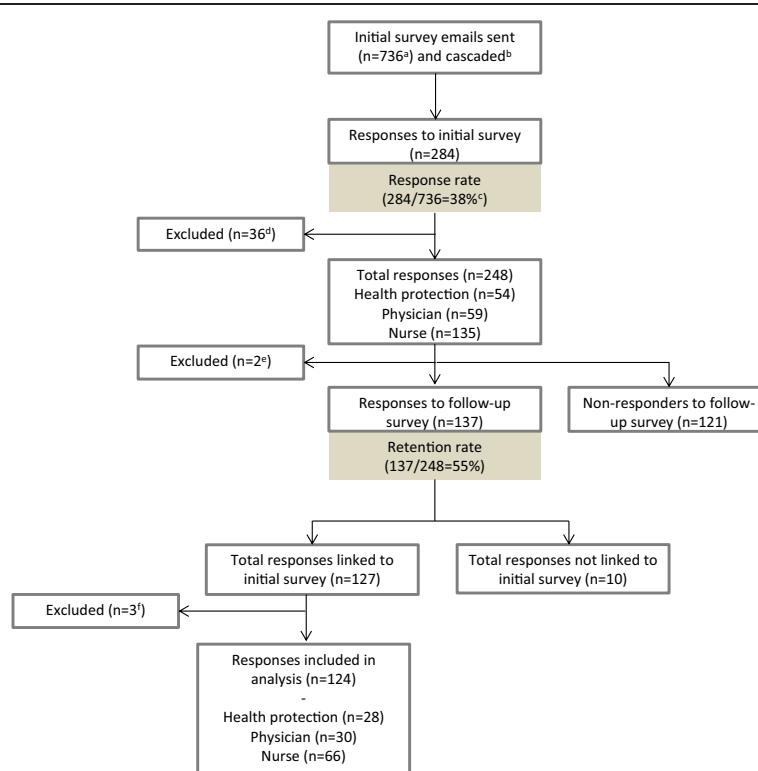 Initial survey emails sent
(n=736ᵃ) and cascadedᵇ
Responses to initial survey
(n=284)
Response rate
(284/736=38%ᶜ)
Excluded (n=36ᵈ)
Total responses (n=248)
Health protection (n=54)
Physician (n=59)
Nurse (n=135)
Excluded (n=2ᵉ)
Responses to follow-up
survey (n=137)
Non-responders to follow-
up survey (n=121)
Retention rate
(137/248=55%)
Total responses linked to
initial survey (n=127)
Total responses not linked to
initial survey (n=10)
Excluded (n=3ᶠ)
Responses included in
analysis (n=124)
-
Health protection (n=28)
Physician (n=30)
Nurse (n=66)